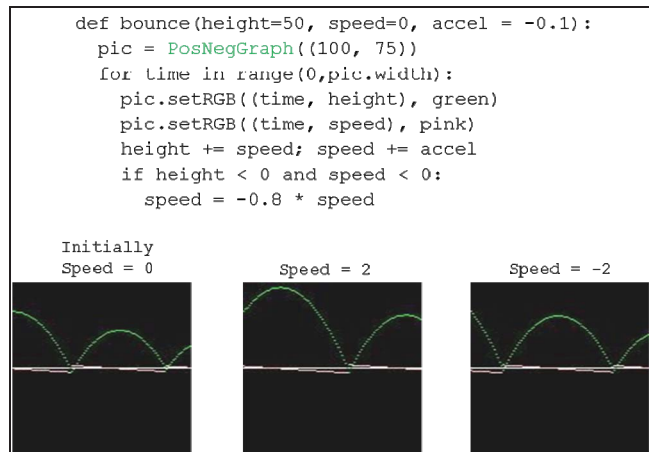 def bounce(height=50, speed=0, accel = -0.1):
pic = PosNegGraph((100, 75))
for time in range(0,pic.width):
pic.setRGB((time, height), green)
pic.setRGB((time, speed), pink)
height += speed; speed += accel
if height < 0 and speed < 0:
speed = -0.8 * speed
Initially
Speed = 0
Speed = 2
Speed = -2